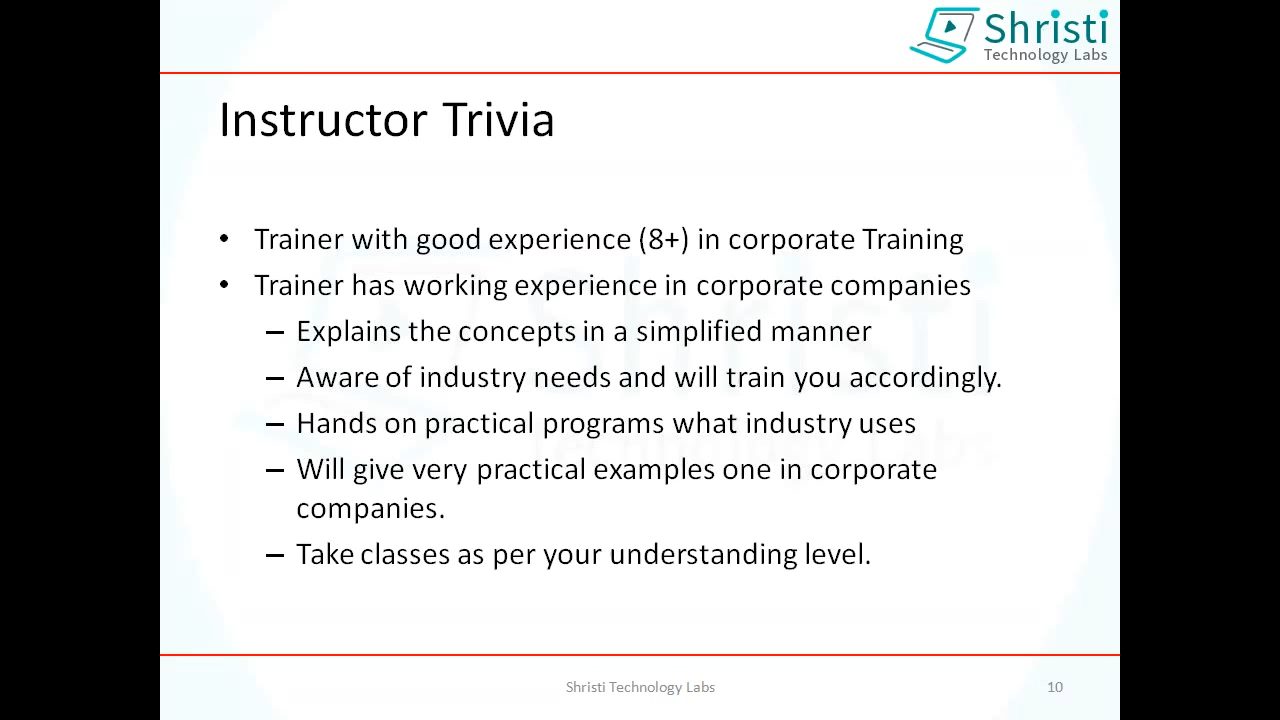 Shristi
Technology Labs
Instructor Trivia
• Trainer with good experience (8+) in corporate Training
• Trainer has working experience in corporate companies
– Explains the concepts in a simplified manner
– Aware of industry needs and will train you accordingly.
– Hands on practical programs what industry uses
– Will give very practical examples one in corporate
companies.
– Take classes as per your understanding level.
Shristi Technology Labs
10